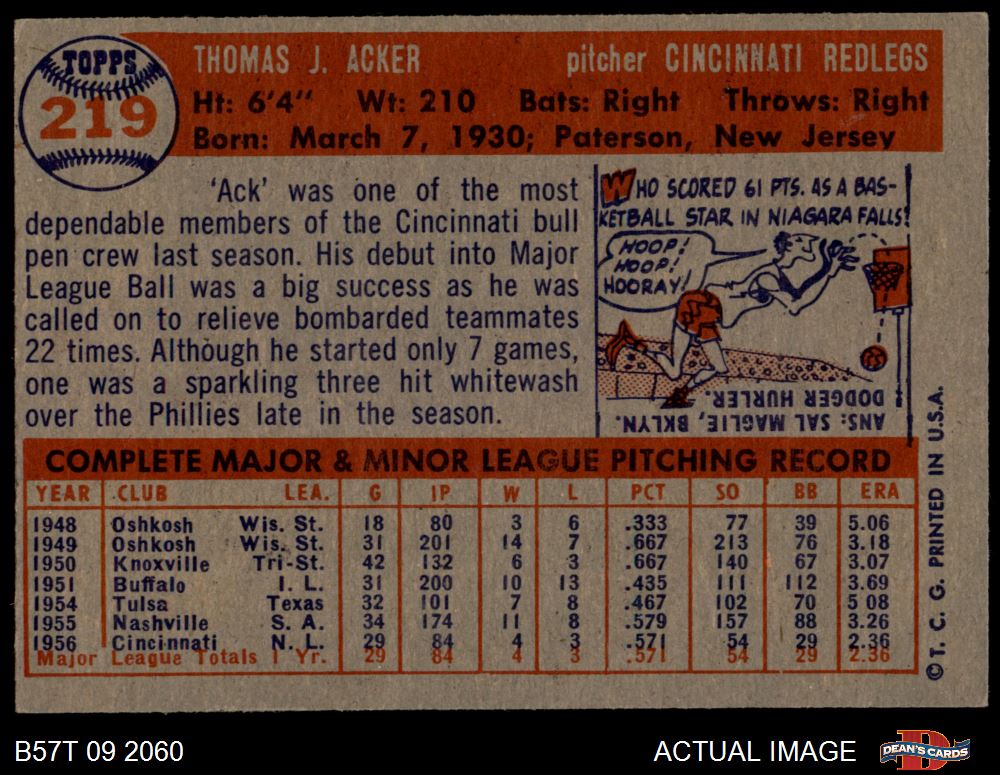 TOPPS
219
THOMAS J. ACKER pitcher CINCINNATI REDLEGS
Ht: 6'4" Wt: 210 Bats: Right Throws: Right
Born: March 7, 1930; Paterson, New Jersey
'Ack' was one of the most
dependable members of the Cincinnati bull
pen crew last season. His debut into Major
League Ball was a big success as he was
called on to relieve bombarded teammates
22 times. Although he started only 7 games,
one was a sparkling three hit whitewash
over the Phillies late in the season.
WHO SCORED 61 PTS. AS A BAS-
KETBALL STAR IN NIAGARA FALLS?
HOOP!
HOOP!
HOORAY!
ANS: SAL MAGLIE, BKLYN.
DODGER HURLER.
COMPLETE MAJOR & MINOR LEAGUE PITCHING RECORD
YEAR CLUB LEA. G IP W L PCT SO BB ERA
1948 Oshkosh Wis. St. 18 80 3 6 .333 77 39 5.06
1949 Oshkosh Wis. St. 31 201 14 7 .667 213 76 3.18
1950 Knoxville Tri-St. 42 132 6 3 .667 140 67 3.07
1951 Buffalo I. L. 31 200 10 13 .435 111 112 3.69
1954 Tulsa Texas 32 101 7 8 .467 102 70 5 08
1955 Nashville S. A. 34 174 11 8 .579 157 88 3.26
1956 Cincinnati N. L. 29 84 4 3 .571 54 29 2.36
Major League Totals 1 Yr. 29 84 4 3 .571 54 29 2.36
© T. C. G. PRINTED IN U.S.A.
B57T 09 2060 ACTUAL IMAGE
D
DEAN'S CARDS